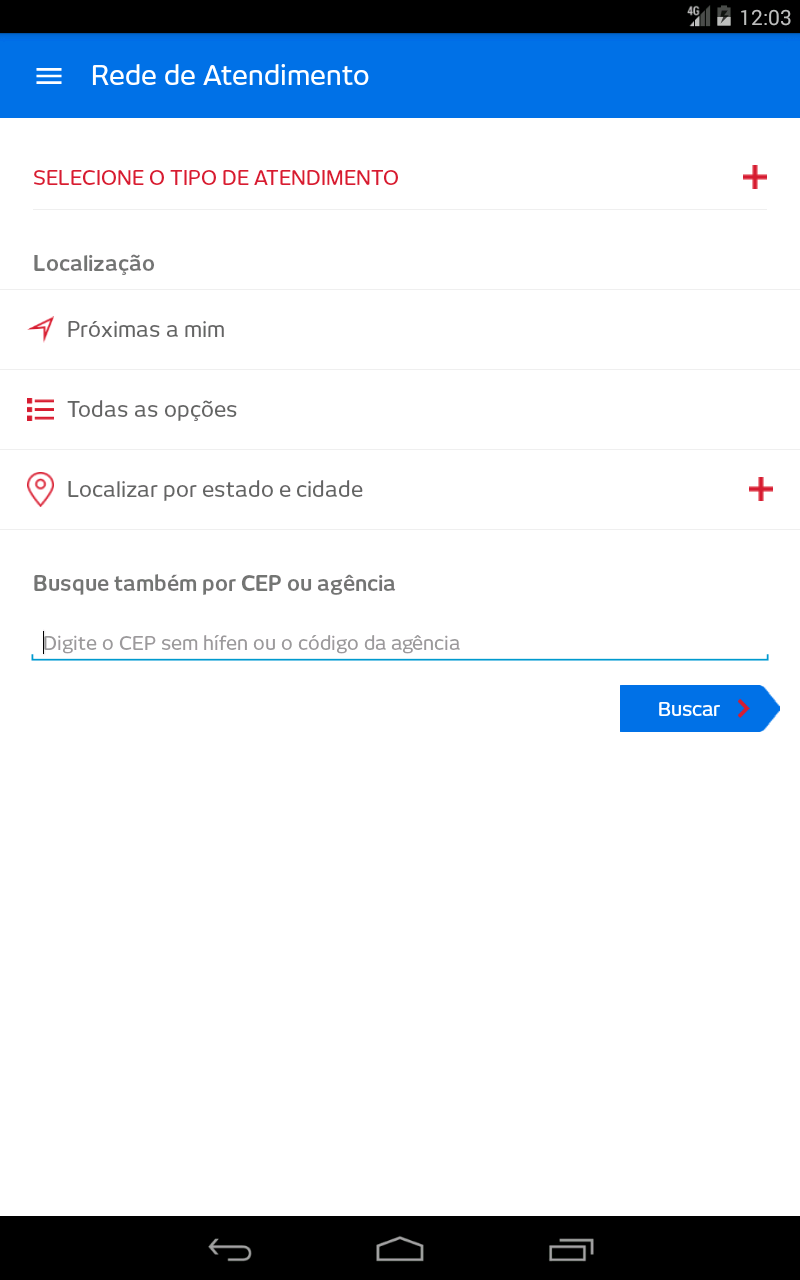 4G 12:03
Rede de Atendimento
SELECIONE O TIPO DE ATENDIMENTO
Localização
Próximas a mim
Todas as opções
Localizar por estado e cidade
Busque também por CEP ou agência
Digite o CEP sem hífen ou o código da agência
Buscar